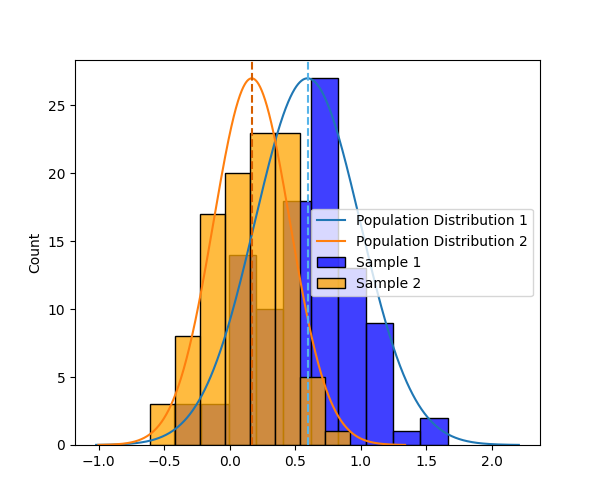 25
20
15
10
5
0
Count
Population Distribution 1
Population Distribution 2
Sample 1
Sample 2
−1.0 −0.5 0.0 0.5 1.0 1.5 2.0